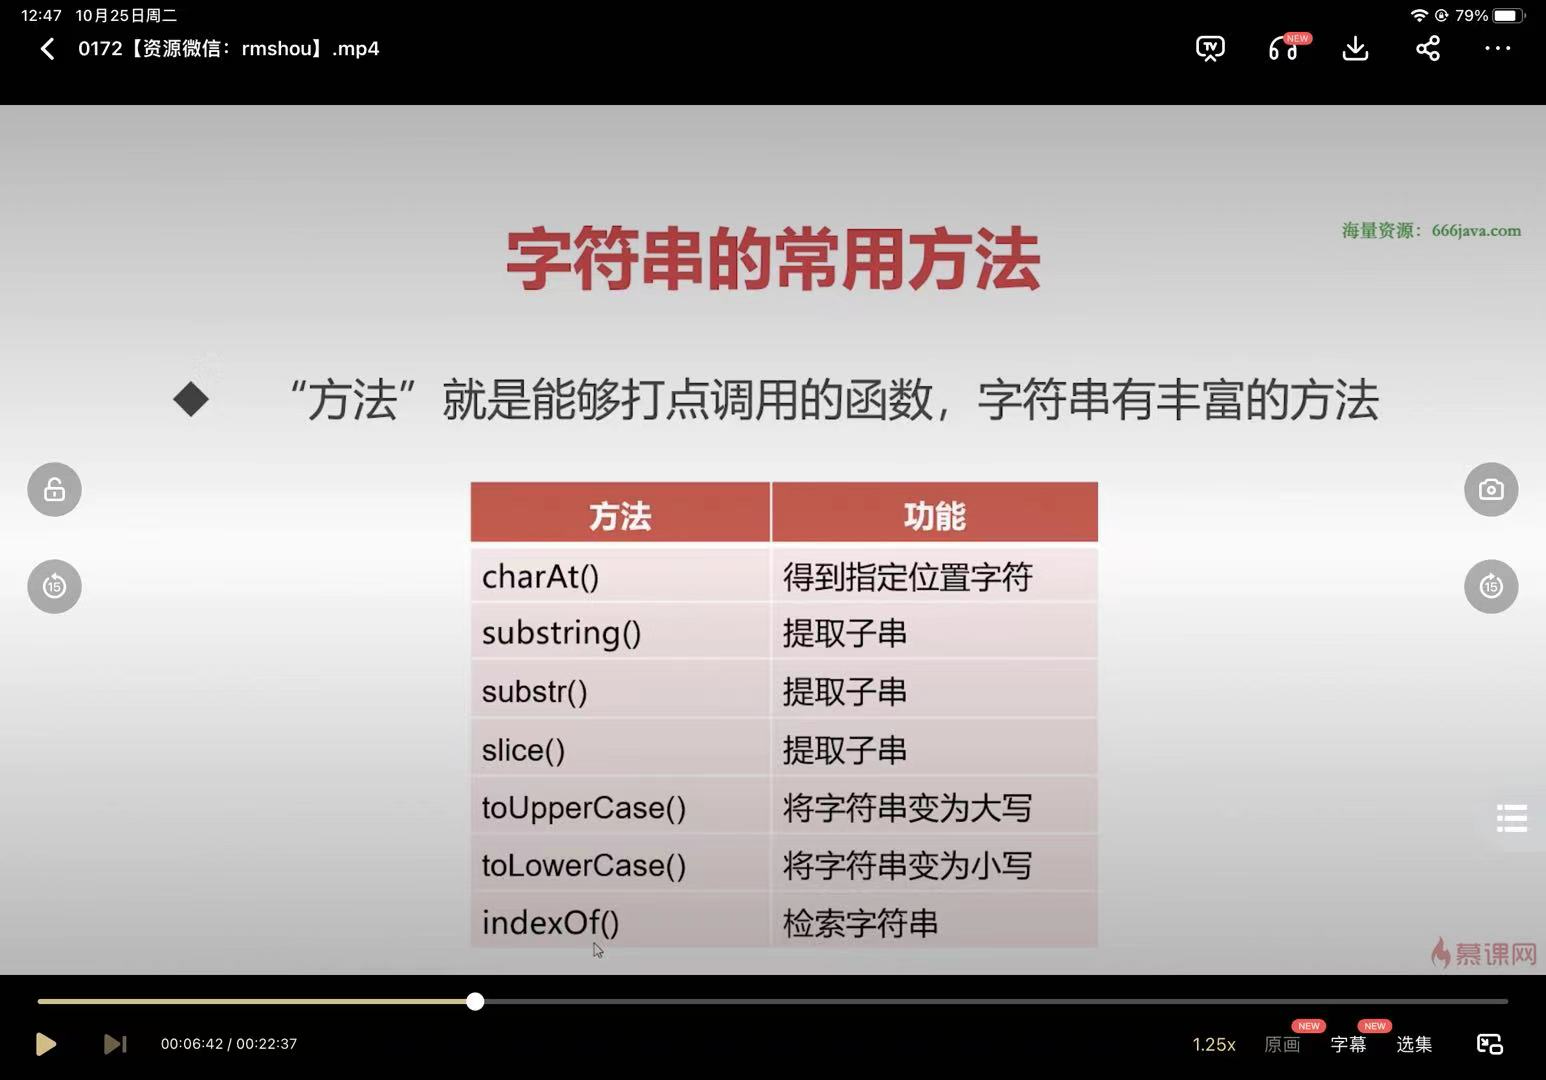 12:47 10月25日周二
79%
0172【资源微信：rmshou】.mp4
TV
NEW
字符串的常用方法
海量资源：666java.com
“方法”就是能够打点调用的函数，字符串有丰富的方法
方法 功能
charAt() 得到指定位置字符
substring() 提取子串
15
15
substr() 提取子串
slice() 提取子串
toUpperCase() 将字符串变为大写
toLowerCase() 将字符串变为小写
indexOf() 检索字符串
慕课网
00:06:42 / 00:22:37
1.25x
原画 NEW
字幕 NEW
选集